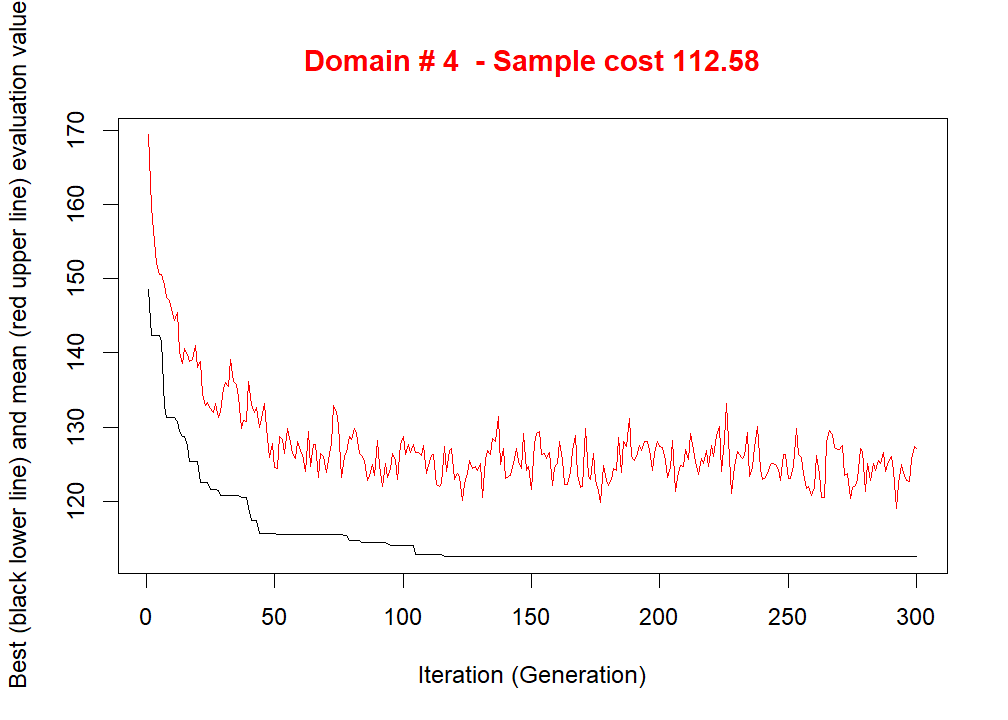 Domain # 4  - Sample cost 112.58
Best (black lower line) and mean (red upper line) evaluation value
170
160
150
140
130
120
0 50 100 150 200 250 300
Iteration (Generation)